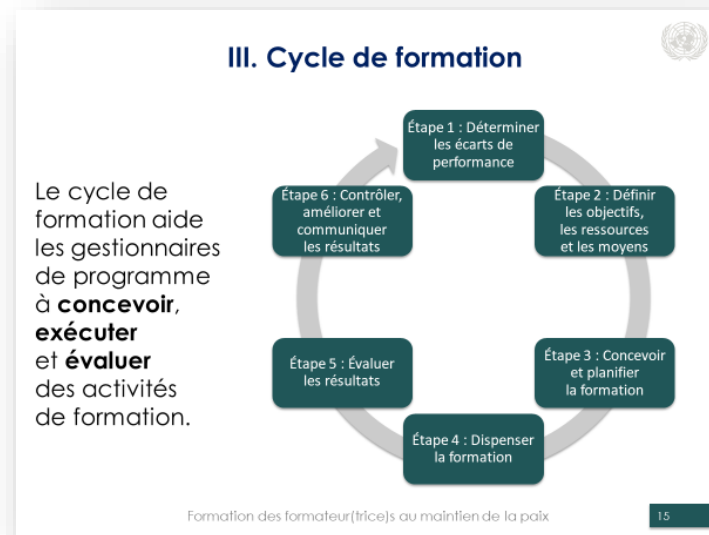 III. Cycle de formation
Le cycle de
formation aide
les gestionnaires
de programme
à concevoir,
exécuter
et évaluer
des activités
de formation.
Étape 1 : Déterminer
les écarts de
performance
Étape 2 : Définir
les objectifs,
les ressources
et les moyens
Étape 3 : Concevoir
et planifier
la formation
Étape 4 : Dispenser
la formation
Étape 5 : Évaluer
les résultats
Étape 6 : Contrôler,
améliorer et
communiquer
les résultats
Formation des formateur(trice)s au maintien de la paix
15